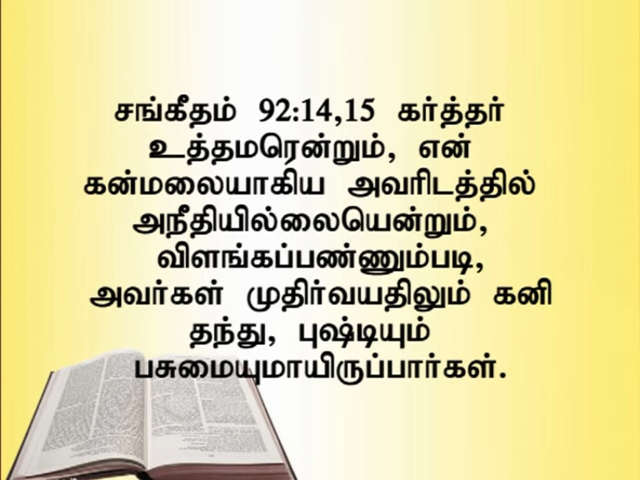 சங்கீதம் 92:14,15 கர்த்தர்
உத்தமரென்றும், என்
கன்மலையாகிய அவரிடத்தில்
அநீதியில்லையென்றும்,
விளங்கப்பண்ணும்படி,
அவர்கள் முதிர்வயதிலும் கனி
தந்து, புஷ்டியும்
பசுமையுமாயிருப்பார்கள்.